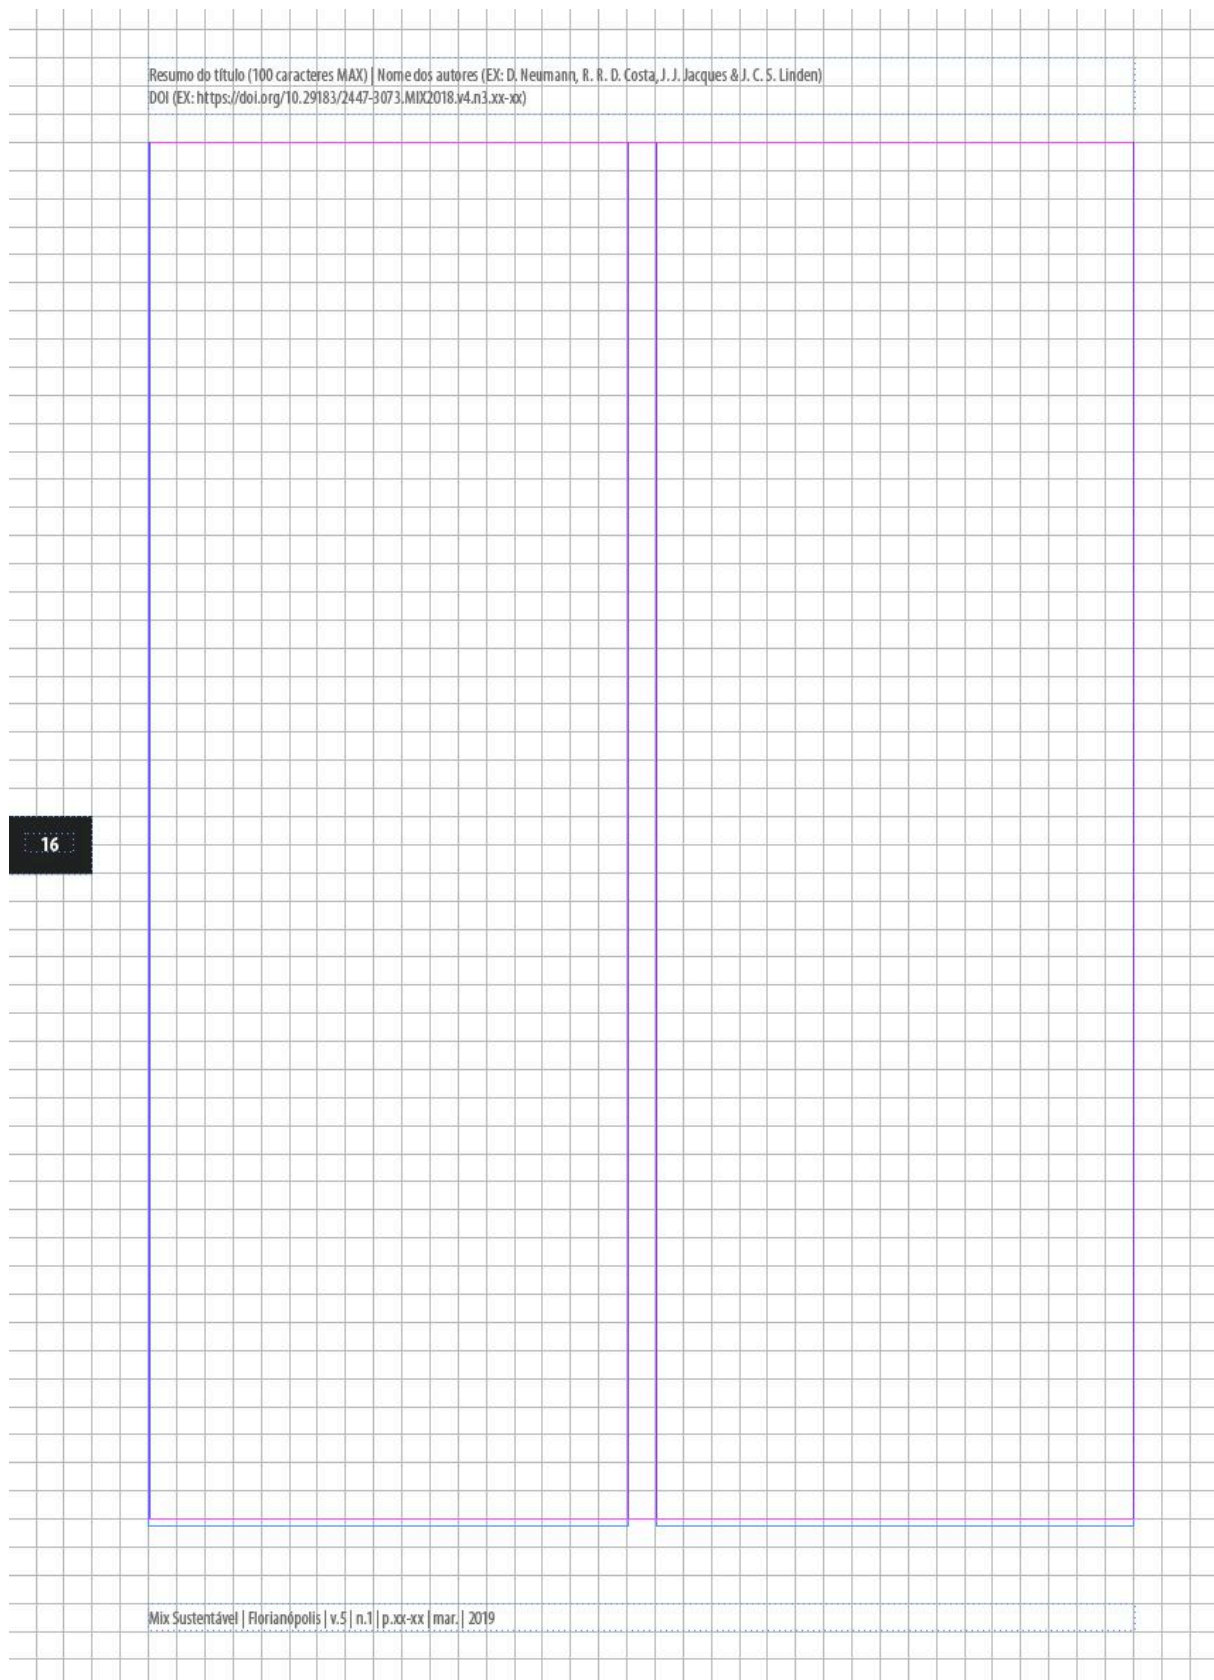 Resumo do título (100 caracteres MAX) | Nome dos autores (EX: D. Neumann, R. R. D. Costa, J. J. Jacques & J. C. S. Linden)
DOI (EX: https://doi.org/10.29183/2447-3073.MIX2018.v4.n3.xx-xx)
16
Mix Sustentável | Florianópolis | v.5 | n.1 | p.xx-xx | mar. | 2019